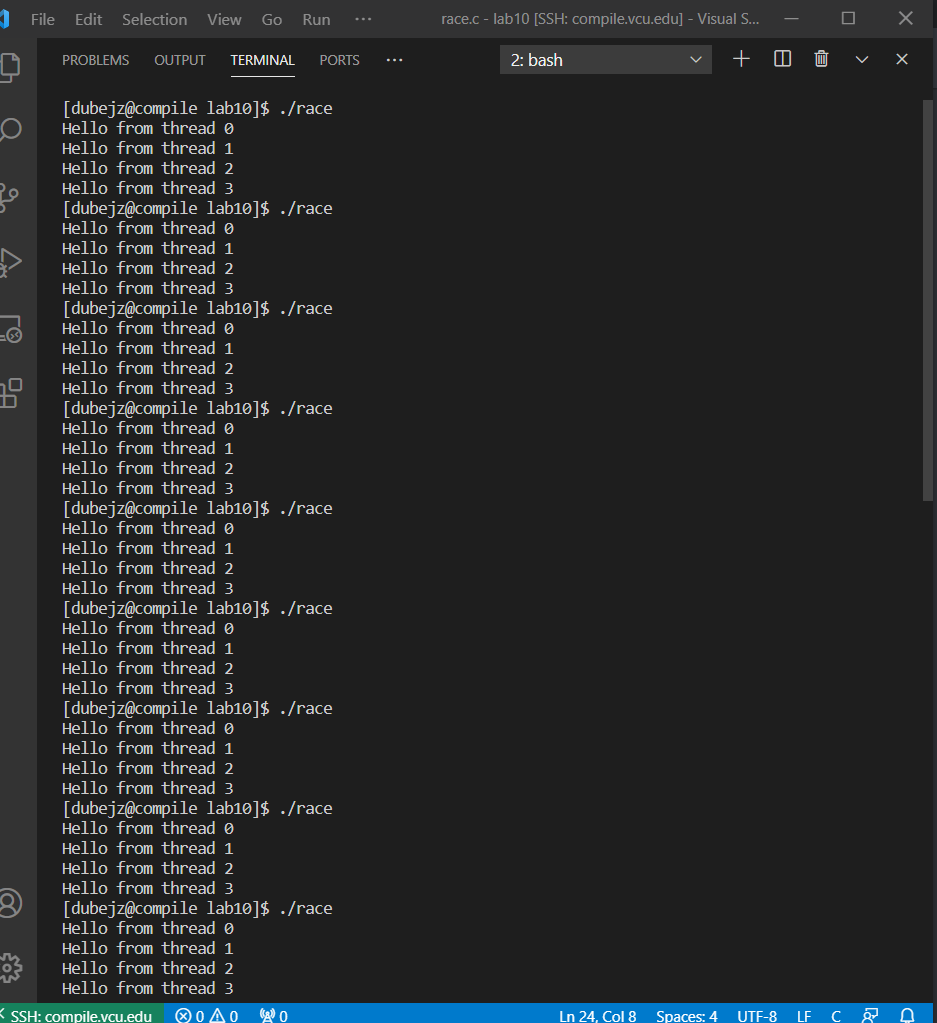 File Edit Selection View Go Run ··· race.c - lab10 [SSH: compile.vcu.edu] - Visual S...
PROBLEMS OUTPUT TERMINAL PORTS ··· 2: bash
[dubejz@compile lab10]$ ./race
Hello from thread 0
Hello from thread 1
Hello from thread 2
Hello from thread 3
[dubejz@compile lab10]$ ./race
Hello from thread 0
Hello from thread 1
Hello from thread 2
Hello from thread 3
[dubejz@compile lab10]$ ./race
Hello from thread 0
Hello from thread 1
Hello from thread 2
Hello from thread 3
[dubejz@compile lab10]$ ./race
Hello from thread 0
Hello from thread 1
Hello from thread 2
Hello from thread 3
[dubejz@compile lab10]$ ./race
Hello from thread 0
Hello from thread 1
Hello from thread 2
Hello from thread 3
[dubejz@compile lab10]$ ./race
Hello from thread 0
Hello from thread 1
Hello from thread 2
Hello from thread 3
[dubejz@compile lab10]$ ./race
Hello from thread 0
Hello from thread 1
Hello from thread 2
Hello from thread 3
[dubejz@compile lab10]$ ./race
Hello from thread 0
Hello from thread 1
Hello from thread 2
Hello from thread 3
[dubejz@compile lab10]$ ./race
Hello from thread 0
Hello from thread 1
Hello from thread 2
Hello from thread 3
SSH: compile.vcu.edu 0 0 0 Ln 24, Col 8 Spaces: 4 UTF-8 LF C